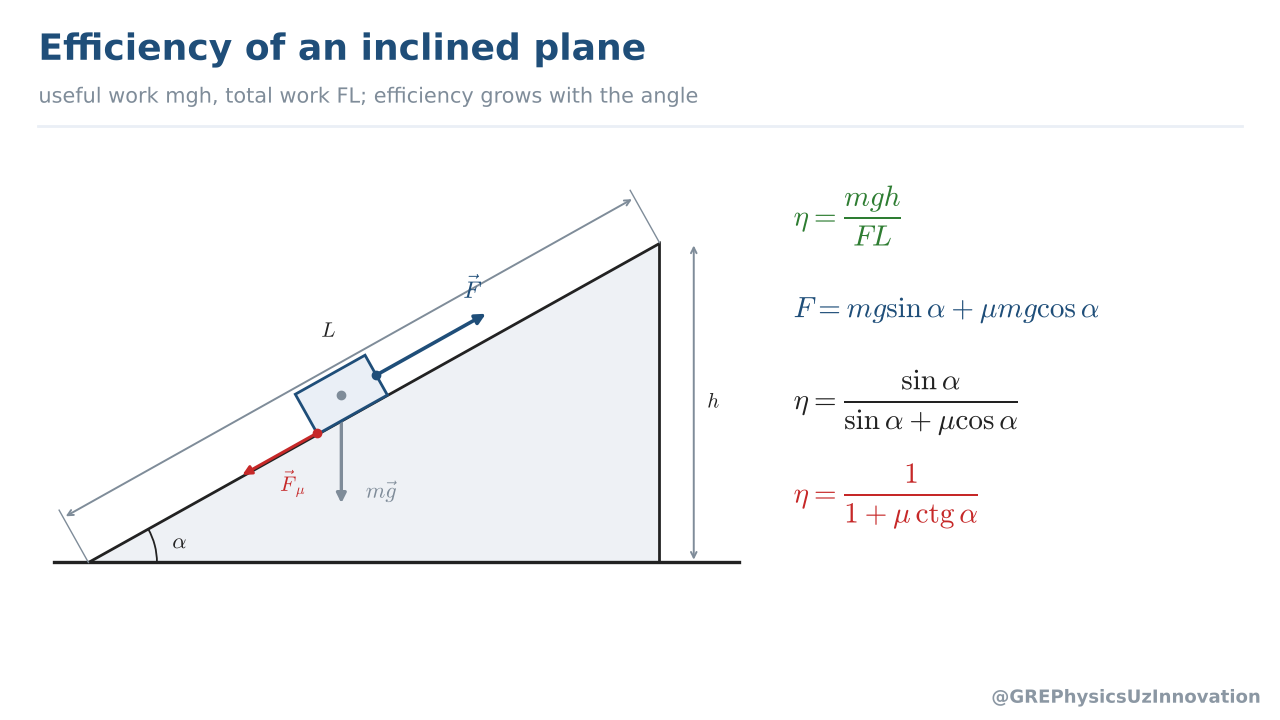 Efficiency of an inclined plane
useful work mgh, total work FL; efficiency grows with the angle
η = mgh / FL
F = mg sin α + μmg cos α
η = sin α / (sin α + μ cos α)
η = 1 / (1 + μ ctg α)
F⃗
L
h
F⃗μ
mg⃗
α
@GREPhysicsUzInnovation